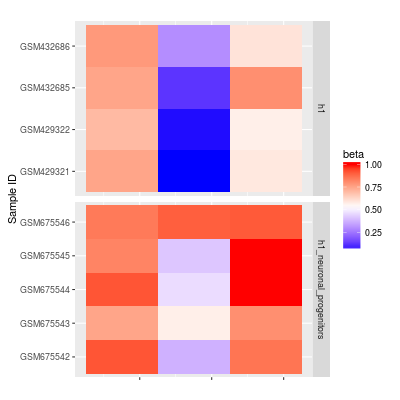 GSM432686
GSM432685
GSM429322
GSM429321
h1
GSM675546
GSM675545
GSM675544
GSM675543
GSM675542
h1_neuronal_progenitors
Sample ID
beta
1.00
0.75
0.50
0.25